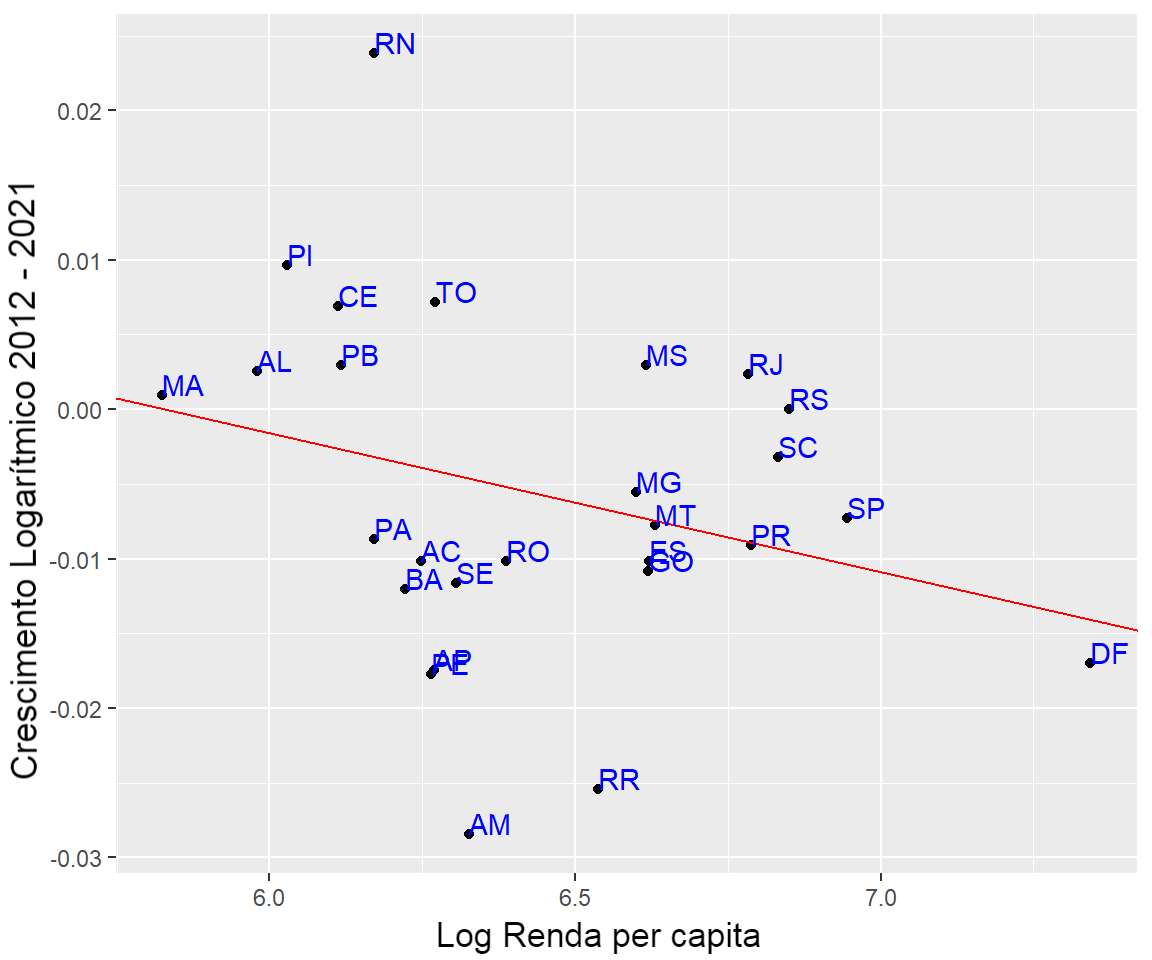 RN
0.02
PI
0.01
CE
TO
AL
PB
MS
RJ
MA
RS
0.00
SC
MG
SP
MT
PA
PR
AC
RO
ES
-0.01
GO
SE
BA
DF
AP
PE
-0.02
RR
AM
-0.03
6.0
6.5
7.0
Log Renda per capita
Crescimento Logarítmico 2012 - 2021